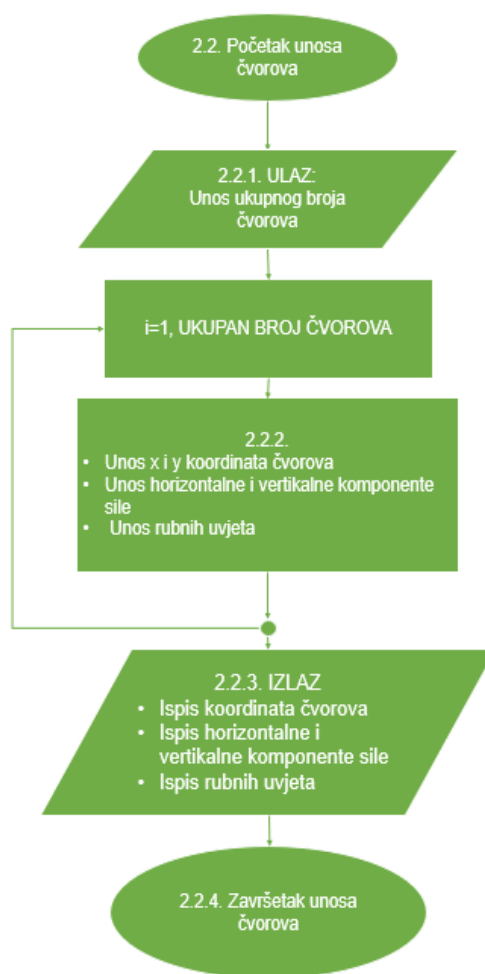 2.2. Početak unosa
čvorova
2.2.1. ULAZ:
Unos ukupnog broja
čvorova
i=1, UKUPAN BROJ ČVOROVA
2.2.2.
• Unos x i y koordinata čvorova
• Unos horizontalne i vertikalne komponente
sile
• Unos rubnih uvjeta
2.2.3. IZLAZ
• Ispis koordinata čvorova
• Ispis horizontalne i
vertikalne komponente sile
• Ispis rubnih uvjeta
2.2.4. Završetak unosa
čvorova